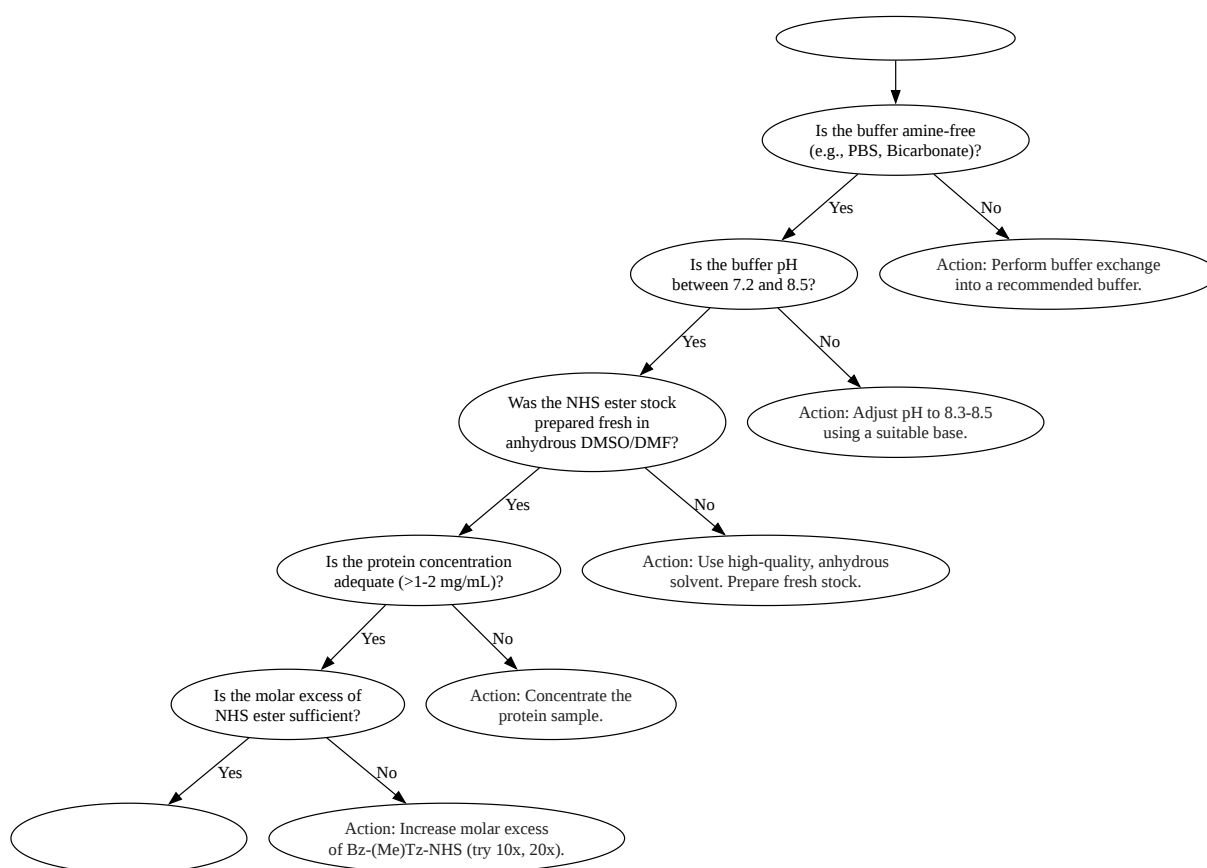 Is the buffer amine-free
(e.g., PBS, Bicarbonate)?
Yes
No
Is the buffer pH
between 7.2 and 8.5?
Action: Perform buffer exchange
into a recommended buffer.
Yes
No
Was the NHS ester stock
prepared fresh in
anhydrous DMSO/DMF?
Action: Adjust pH to 8.3-8.5
using a suitable base.
Yes
No
Is the protein concentration
adequate (>1-2 mg/mL)?
Action: Use high-quality, anhydrous
solvent. Prepare fresh stock.
Yes
No
Is the molar excess of
NHS ester sufficient?
Action: Concentrate the
protein sample.
Yes
No
Action: Increase molar excess
of Bz-(Me)Tz-NHS (try 10x, 20x).